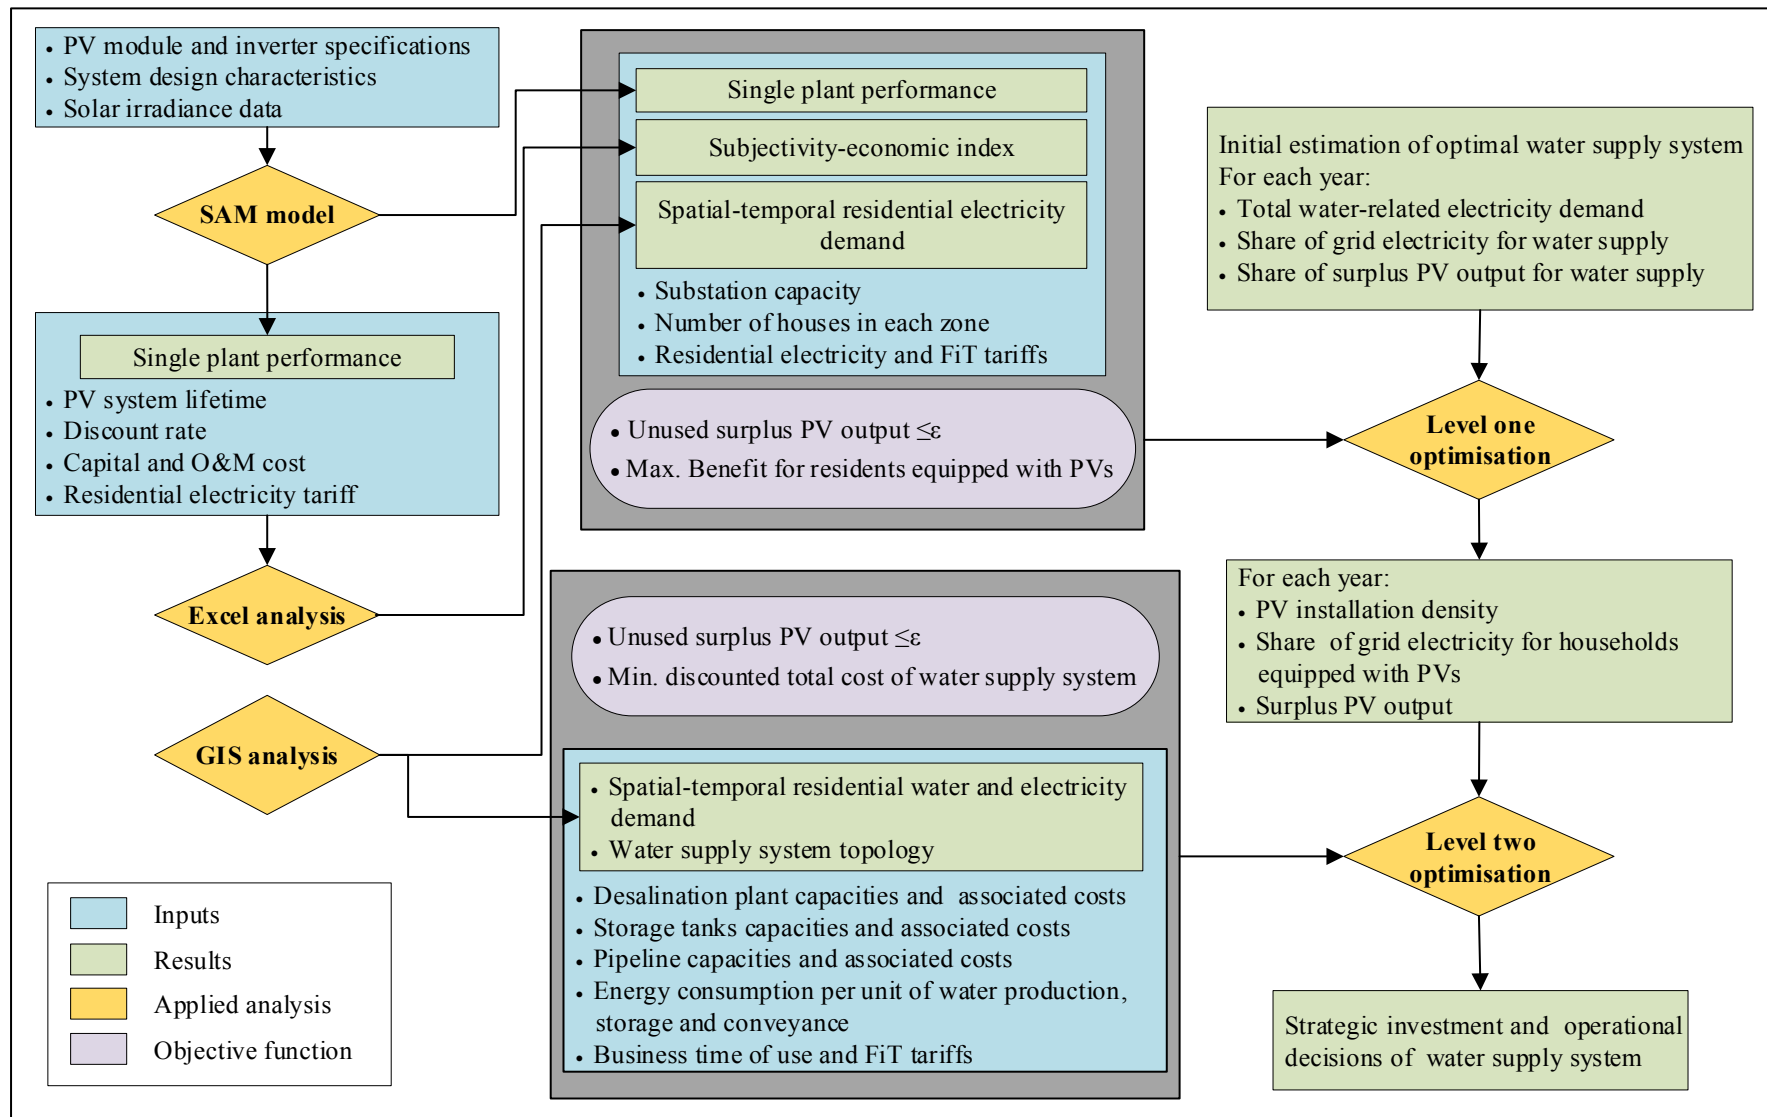 • PV module and inverter specifications
• System design characteristics
• Solar irradiance data
SAM model
Single plant performance
• PV system lifetime
• Discount rate
• Capital and O&M cost
• Residential electricity tariff
Excel analysis
GIS analysis
Inputs
Results
Applied analysis
Objective function
Single plant performance
Subjectivity-economic index
Spatial-temporal residential electricity
demand
• Substation capacity
• Number of houses in each zone
• Residential electricity and FiT tariffs
• Unused surplus PV output ≤ε
• Max. Benefit for residents equipped with PVs
• Unused surplus PV output ≤ε
• Min. discounted total cost of water supply system
• Spatial-temporal residential water and electricity
demand
• Water supply system topology
• Desalination plant capacities and associated costs
• Storage tanks capacities and associated costs
• Pipeline capacities and associated costs
• Energy consumption per unit of water production,
storage and conveyance
• Business time of use and FiT tariffs
Initial estimation of optimal water supply system
For each year:
• Total water-related electricity demand
• Share of grid electricity for water supply
• Share of surplus PV output for water supply
Level one
optimisation
For each year:
• PV installation density
• Share of grid electricity for households
equipped with PVs
• Surplus PV output
Level two
optimisation
Strategic investment and operational
decisions of water supply system